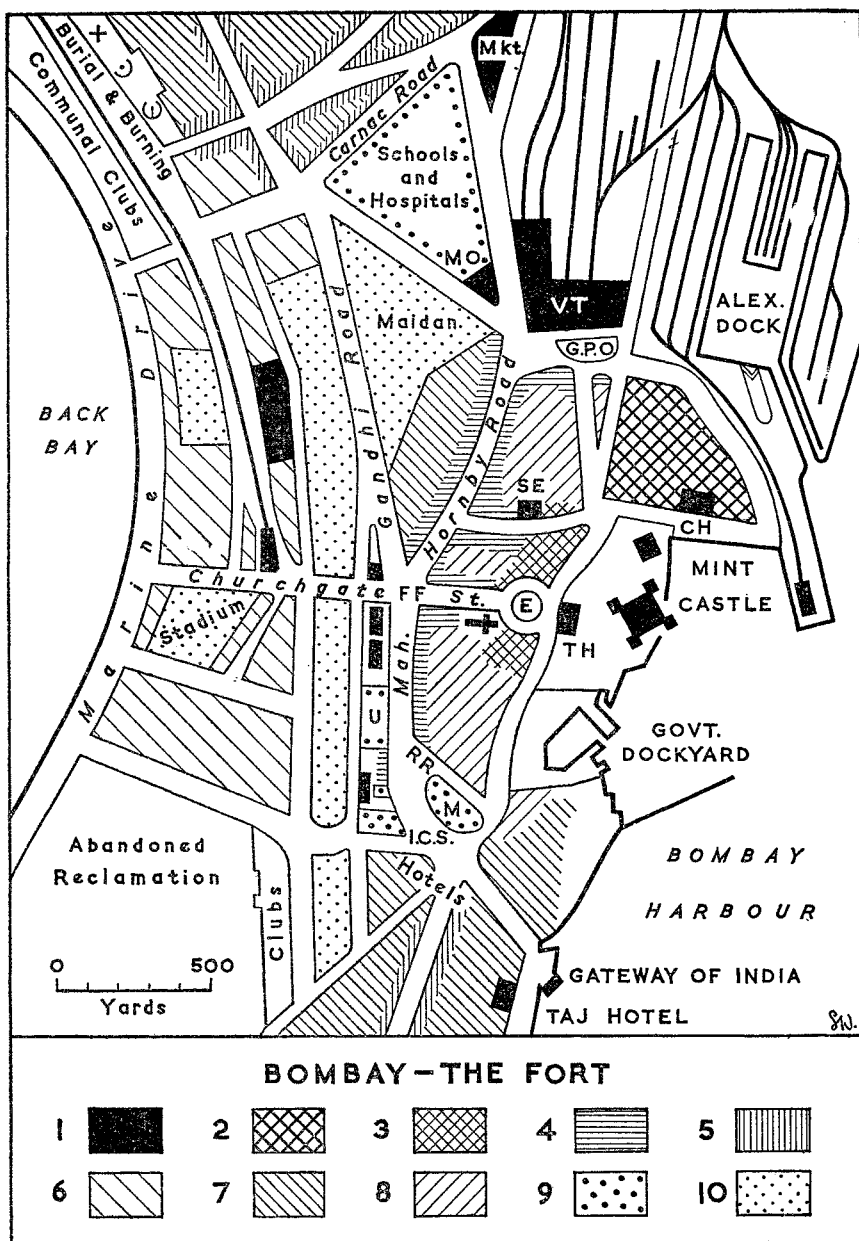 Mkt.
Burial & Burning
Communal Clubs
Carnac Road
Schools
and
Hospitals
MO.
V.T
ALEX.
DOCK
G.P.O
Maidan
Gandhi Road
Hornby Road
Marine Drive
BACK
BAY
SE
CH
MINT
CASTLE
Churchgate FF St.
E
TH
Stadium
Mah.
U
GOVT.
DOCKYARD
RR
M
I.C.S.
Abandoned
Reclamation
Hotels
Clubs
BOMBAY
HARBOUR
0 500
Yards
GATEWAY OF INDIA
TAJ HOTEL
SW.
BOMBAY – THE FORT
1 2 3 4 5
6 7 8 9 10